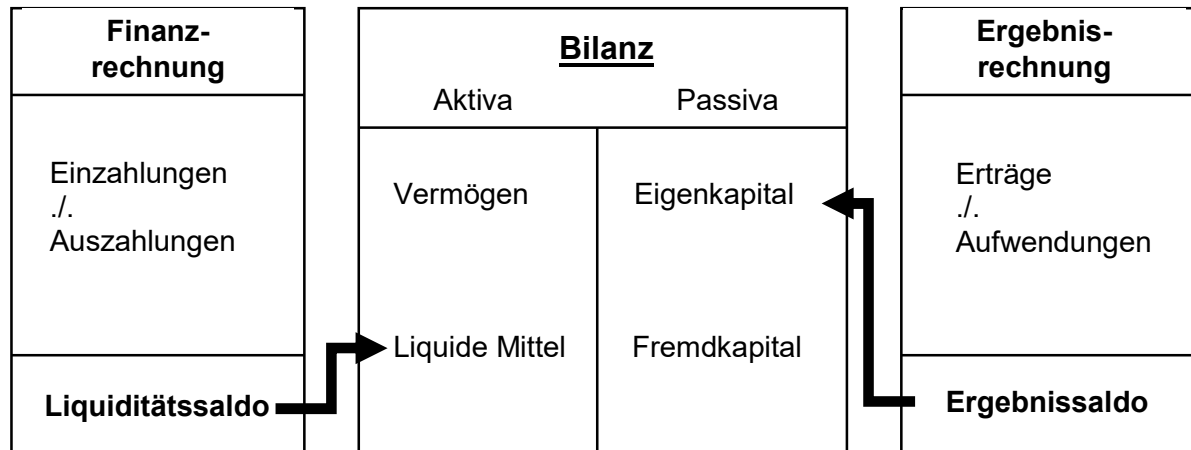 Finanz-
rechnung
Einzahlungen
./.
Auszahlungen
Liquiditätssaldo
Bilanz
Aktiva Passiva
Vermögen Eigenkapital
Liquide Mittel Fremdkapital
Ergebnis-
rechnung
Erträge
./.
Aufwendungen
Ergebnissaldo